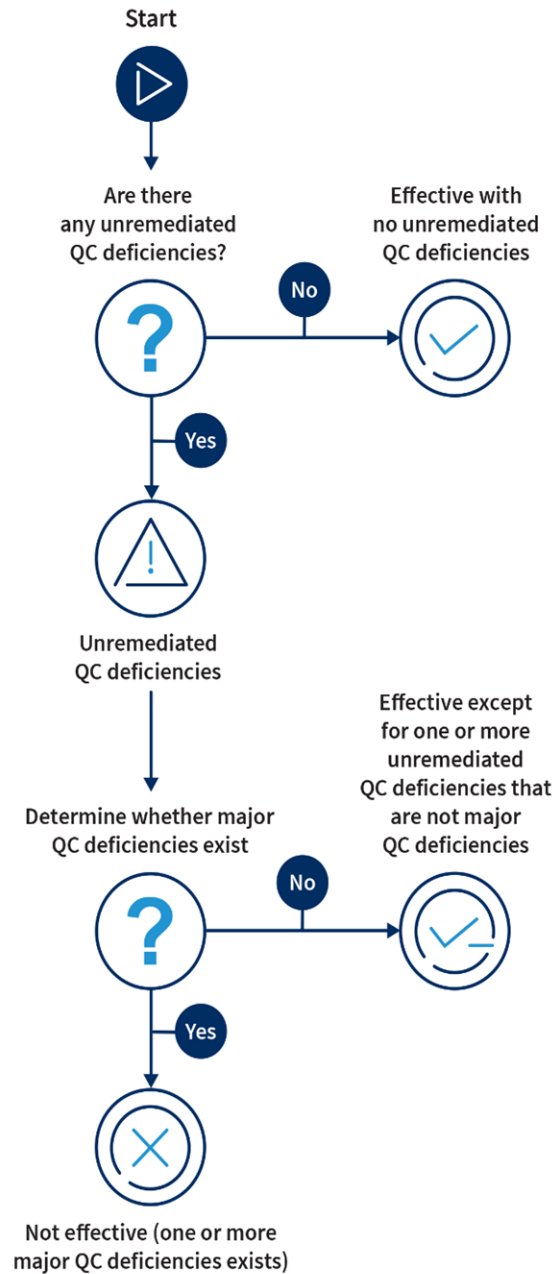 Start
Are there
any unremediated
QC deficiencies?
Effective with
no unremediated
QC deficiencies
No
?
Yes
!
Unremediated
QC deficiencies
Effective except
for one or more
unremediated
QC deficiencies that
are not major
QC deficiencies
Determine whether major
QC deficiencies exist
No
?
Yes
Not effective (one or more
major QC deficiencies exists)